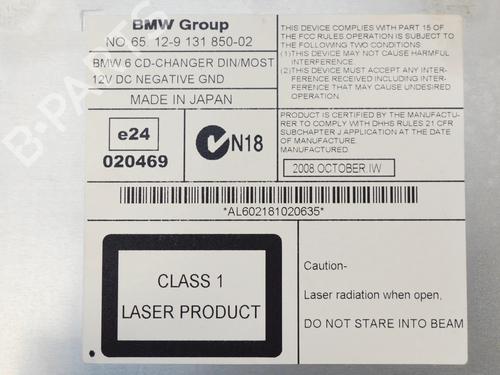 BMW Group
NO. 65. 12-9 131 850-02
BMW 6 CD-CHANGER DIN/MOST
12V DC NEGATIVE GND
MADE IN JAPAN
e24
020469
N18
THIS DEVICE COMPLIES WITH PART 15 OF
THE FCC RULES OPERATION IS SUBJECT TO
THE FOLLOWING TWO CONDITIONS:
(1)THIS DEVICE MAY NOT CAUSE HARMFUL
INTERFERENCE.
(2)THIS DEVICE MUST ACCEPT ANY INTER-
FERENCE RECEIVED INCLUDING INTER-
FERENCE THAT MAY CAUSE UNDESIRED
OPERATION.
PRODUCT IS CERTIFIED BY THE MANUFACTU-
RER TO COMPLY WITH DHHS RULES 21 CFR
SUBCHAPTER J APPLICATION AT THE DATE
OF MANUFACTURE.
MANUFACTURED
2008.OCTOBER.IW
*AL602181020635*
CLASS 1
LASER PRODUCT
Caution-
Laser radiation when open,
DO NOT STARE INTO BEAM